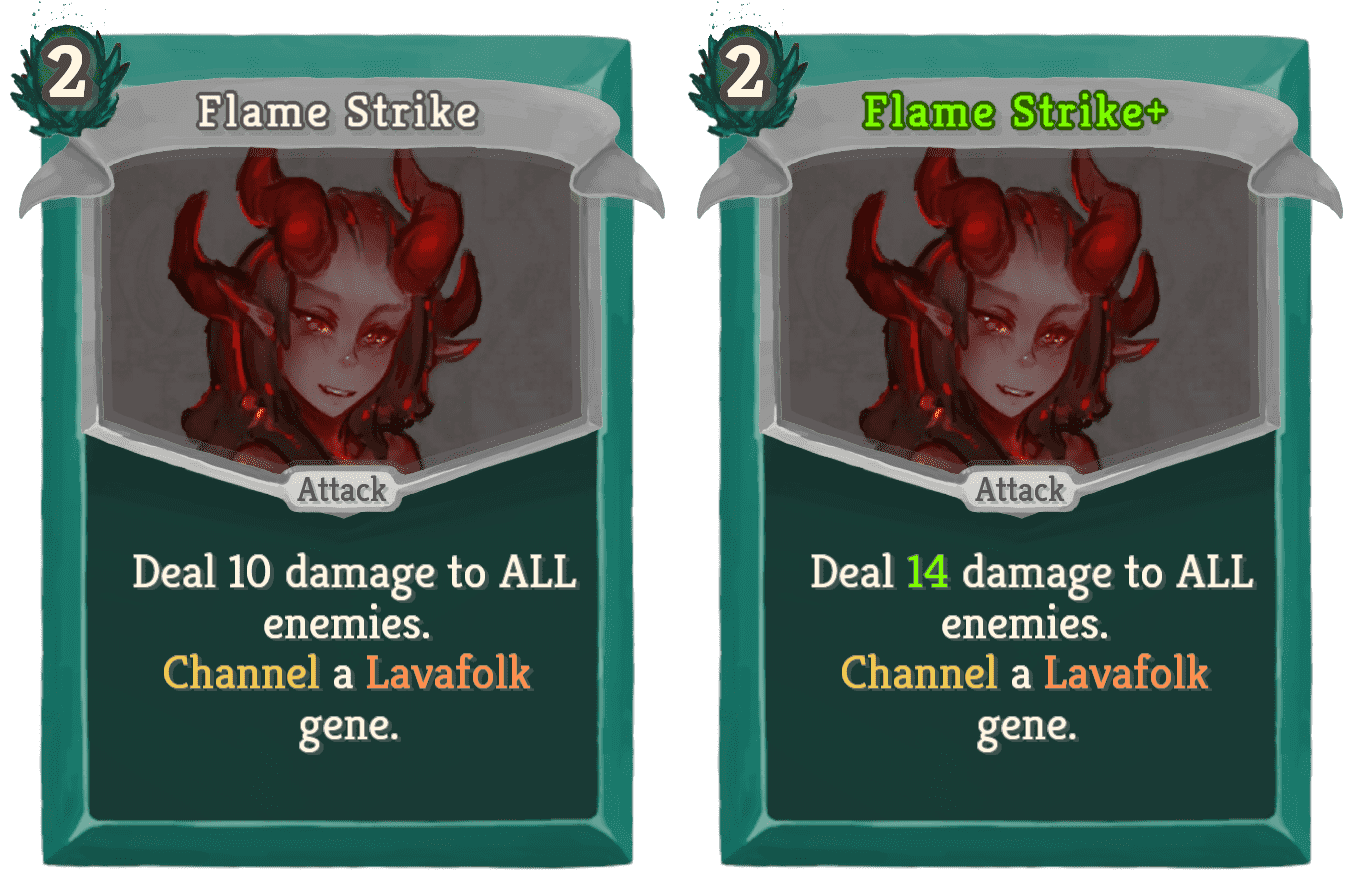 2
Flame Strike
Attack
Deal 10 damage to ALL
enemies.
Channel a Lavafolk
gene.
2
Flame Strike+
Attack
Deal 14 damage to ALL
enemies.
Channel a Lavafolk
gene.